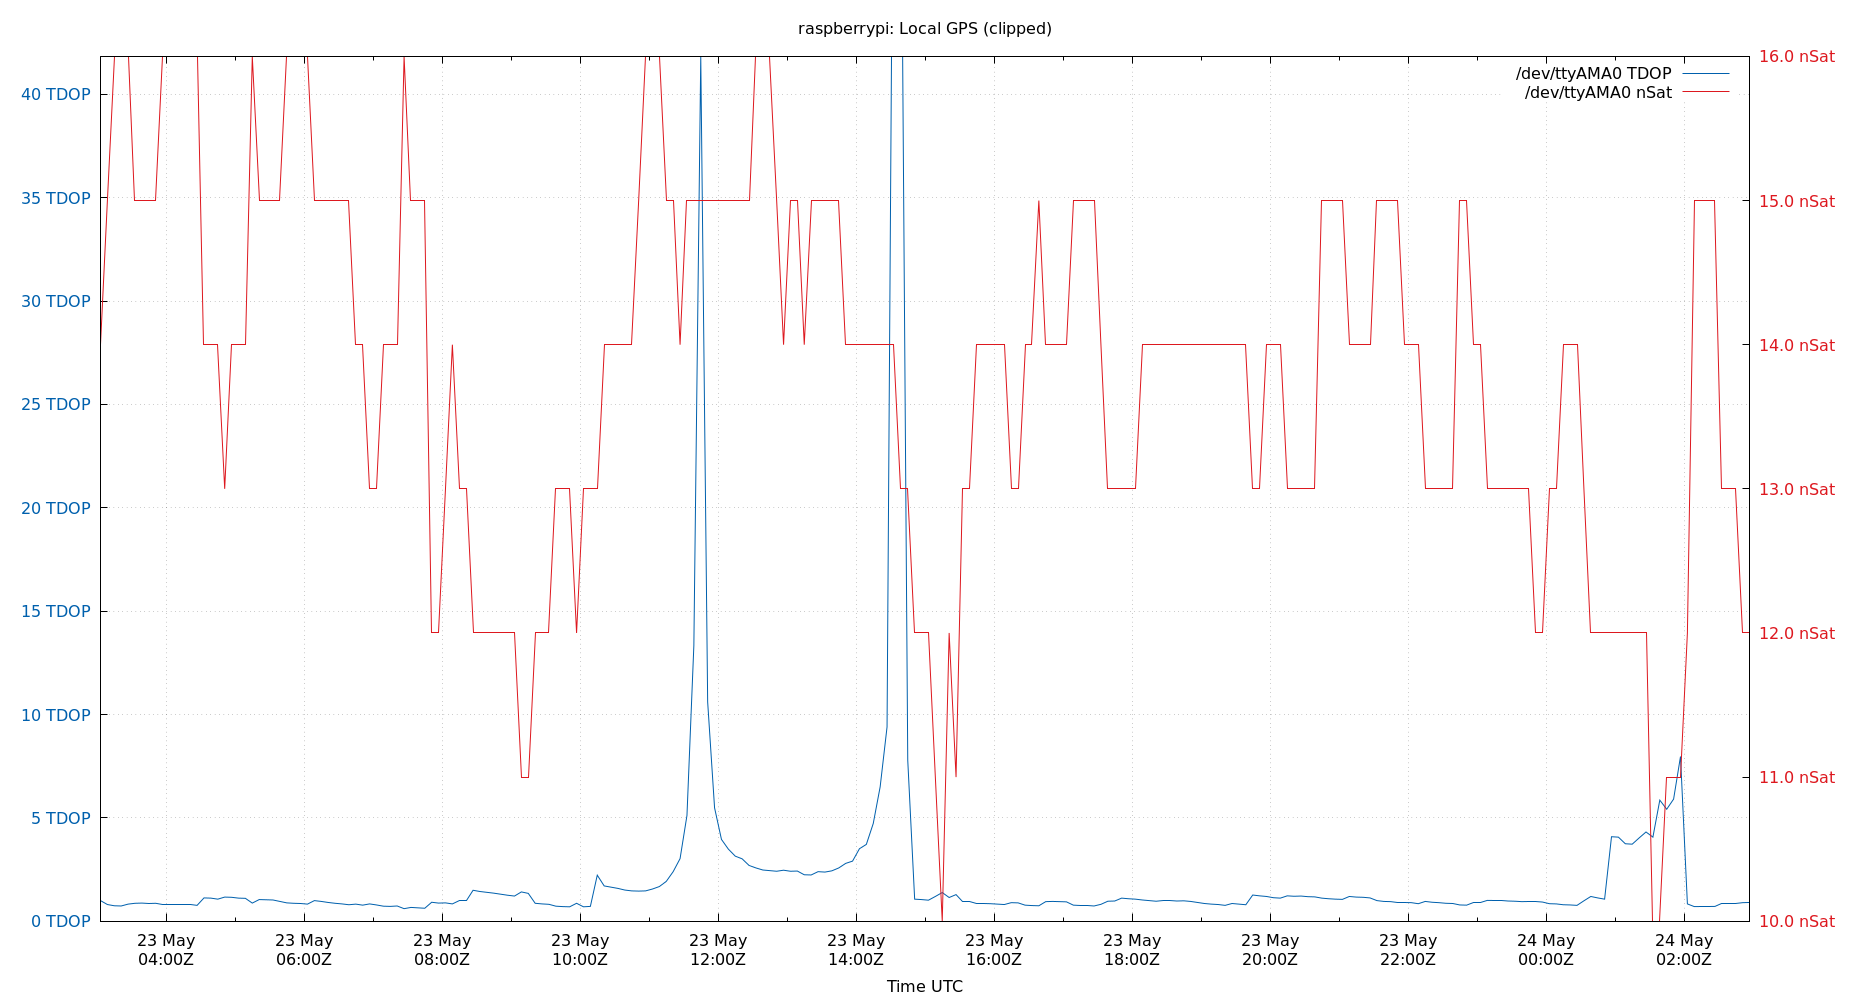 raspberrypi: Local GPS (clipped)
/dev/ttyAMA0 TDOP
/dev/ttyAMA0 nSat
40 TDOP
35 TDOP
30 TDOP
25 TDOP
20 TDOP
15 TDOP
10 TDOP
5 TDOP
0 TDOP
16.0 nSat
15.0 nSat
14.0 nSat
13.0 nSat
12.0 nSat
11.0 nSat
10.0 nSat
23 May
04:00Z
23 May
06:00Z
23 May
08:00Z
23 May
10:00Z
23 May
12:00Z
23 May
14:00Z
23 May
16:00Z
23 May
18:00Z
23 May
20:00Z
23 May
22:00Z
24 May
00:00Z
24 May
02:00Z
Time UTC